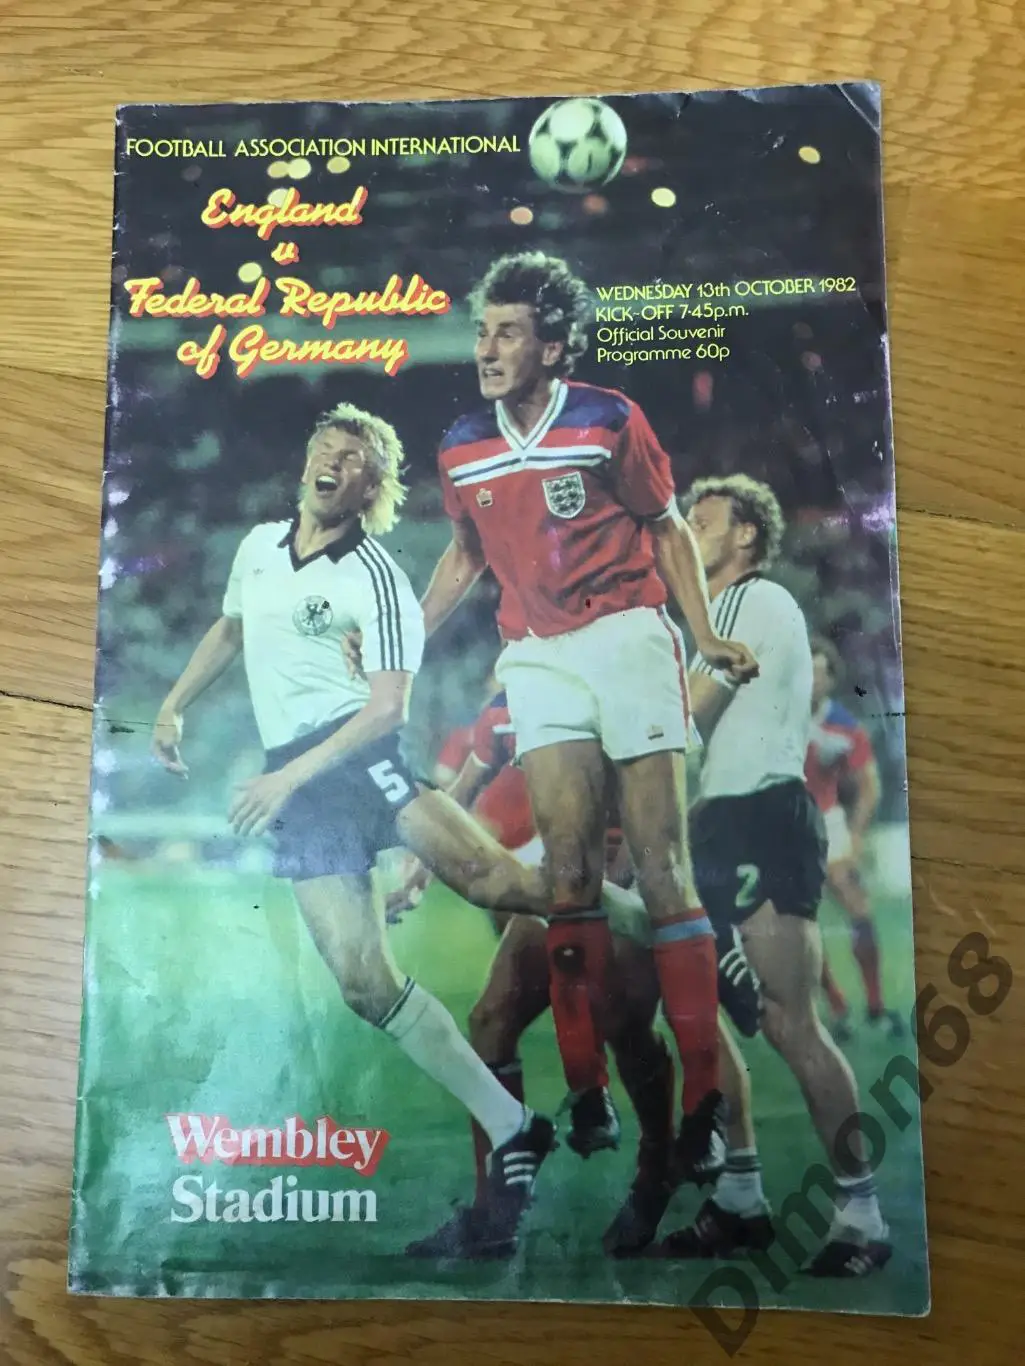 FOOTBALL ASSOCIATION INTERNATIONAL
England
v
Federal Republic
of Germany
WEDNESDAY 13th OCTOBER 1982
KICK-OFF 7·45p.m.
Official Souvenir
Programme 60p
5
2
Wembley
Stadium
Drmon68